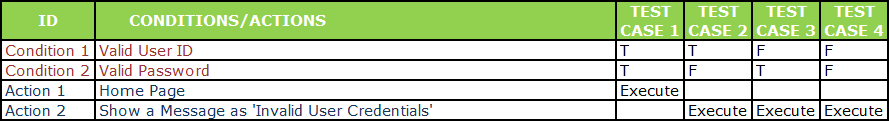 ID CONDITIONS/ACTIONS TEST CASE 1 TEST CASE 2 TEST CASE 3 TEST CASE 4
Condition 1 Valid User ID T T F F
Condition 2 Valid Password T F T F
Action 1 Home Page Execute
Action 2 Show a Message as 'Invalid User Credentials' Execute Execute Execute